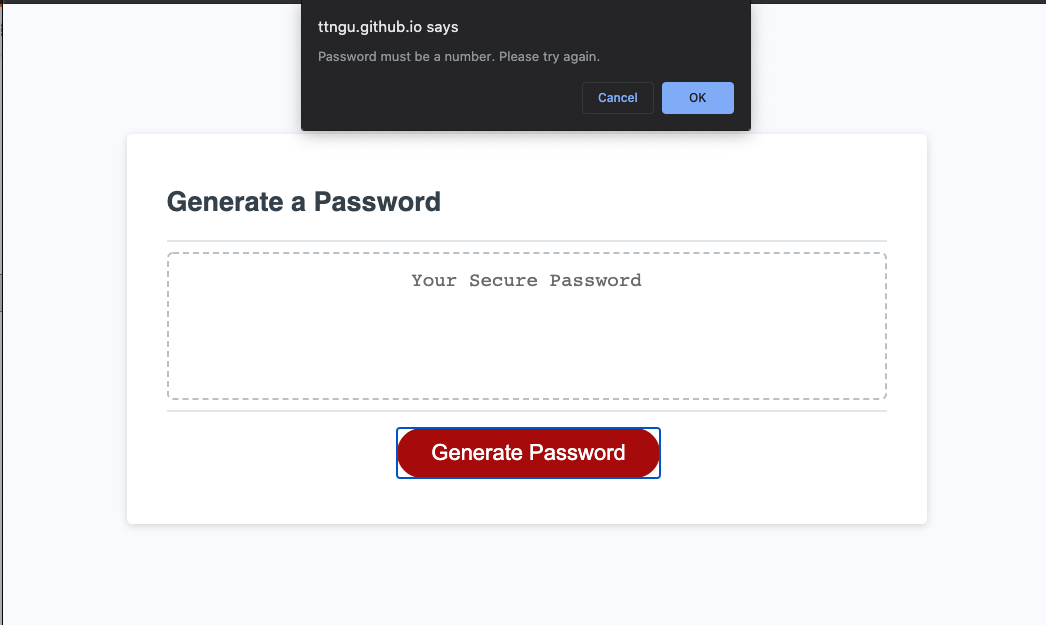 ttngu.github.io says
Password must be a number. Please try again.
Cancel
OK
Generate a Password
Your Secure Password
Generate Password